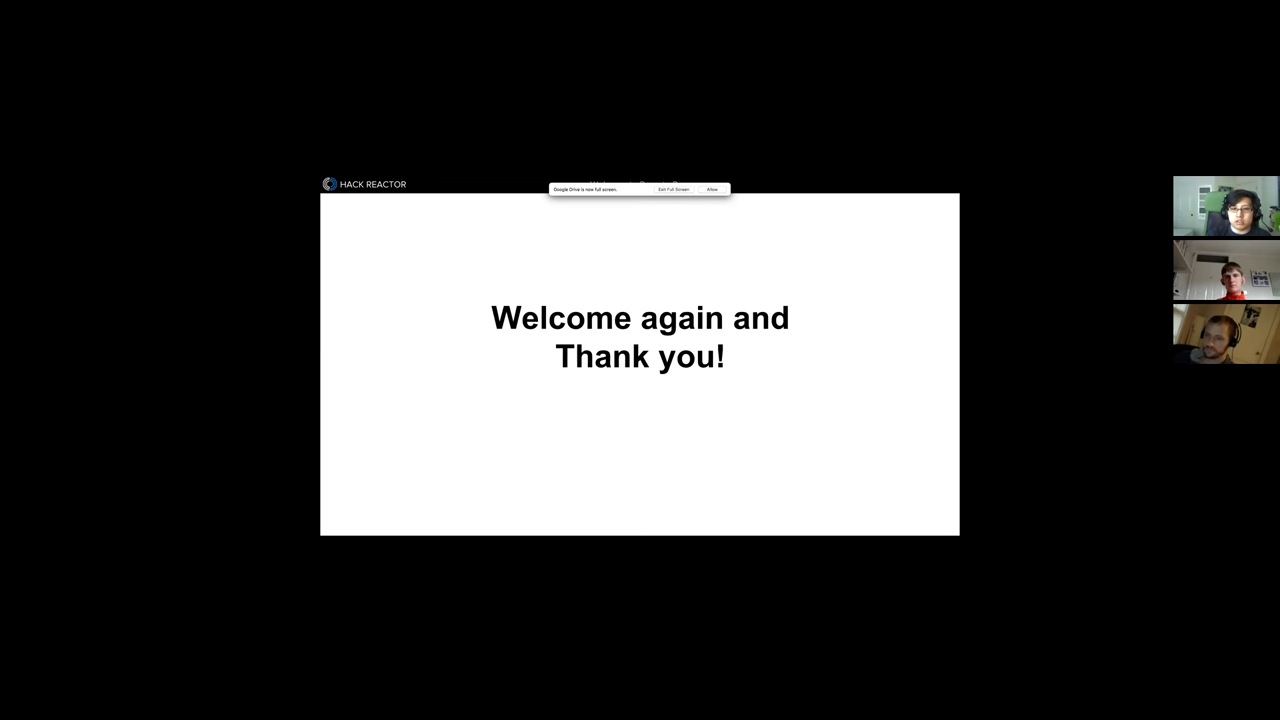 HACK REACTOR
Google Drive is now full screen.
Exit Full Screen
Allow
Welcome again and
Thank you!